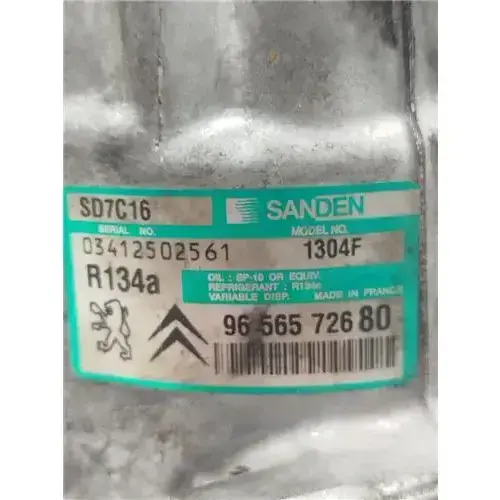 SD7C16
SANDEN
SERIAL NO.
MODEL NO.
03412502561
1304F
R134a
OIL : SP-10 OR EQUIV.
REFRIGERANT : R134a
VARIABLE DISP. MADE IN FRANCE
96 565 726 80